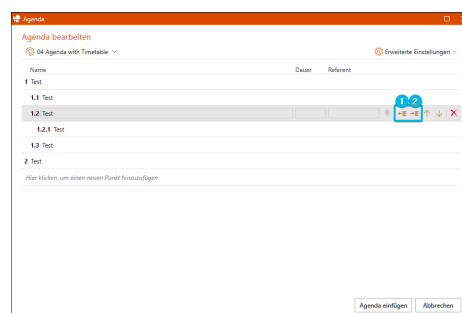 Agenda
Agenda bearbeiten
04 Agenda with Timetable
Erweiterte Einstellungen
Name Dauer Referent
1 Test
1.1 Test
1 2
1.2 Test
1.2.1 Test
1.3 Test
2 Test
Hier klicken, um einen neuen Punkt hinzuzufügen
Agenda einfügen Abbrechen